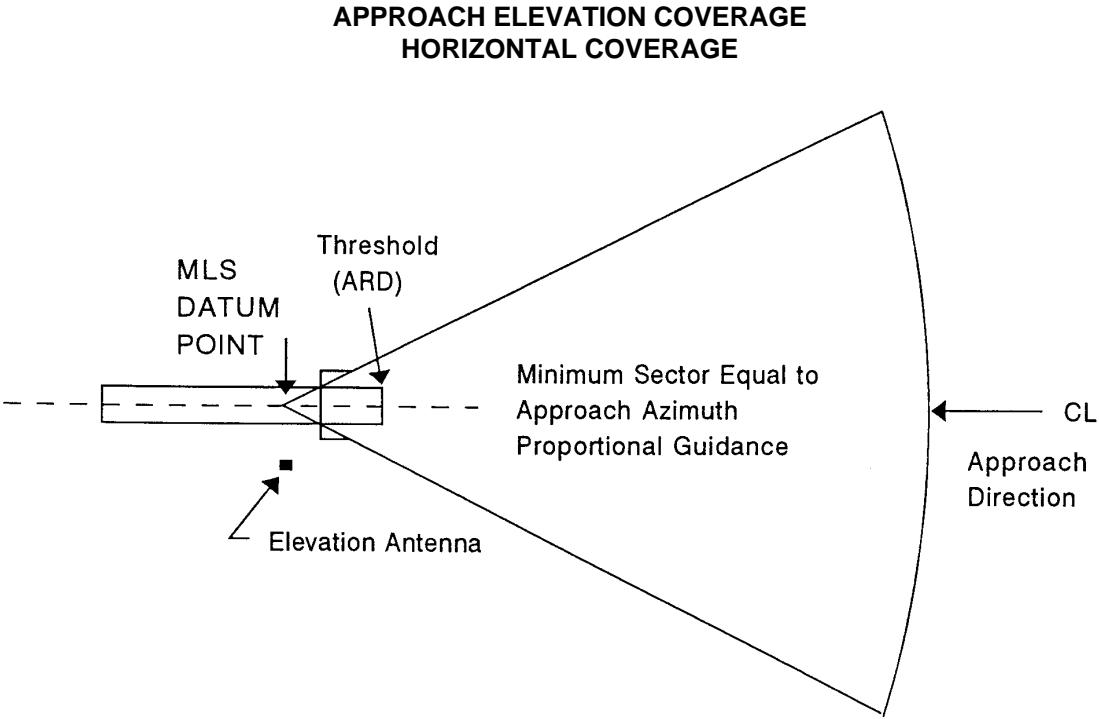 APPROACH ELEVATION COVERAGE
HORIZONTAL COVERAGE
Threshold
(ARD)
MLS
DATUM
POINT
Minimum Sector Equal to
Approach Azimuth
Proportional Guidance
CL
Approach
Direction
Elevation Antenna